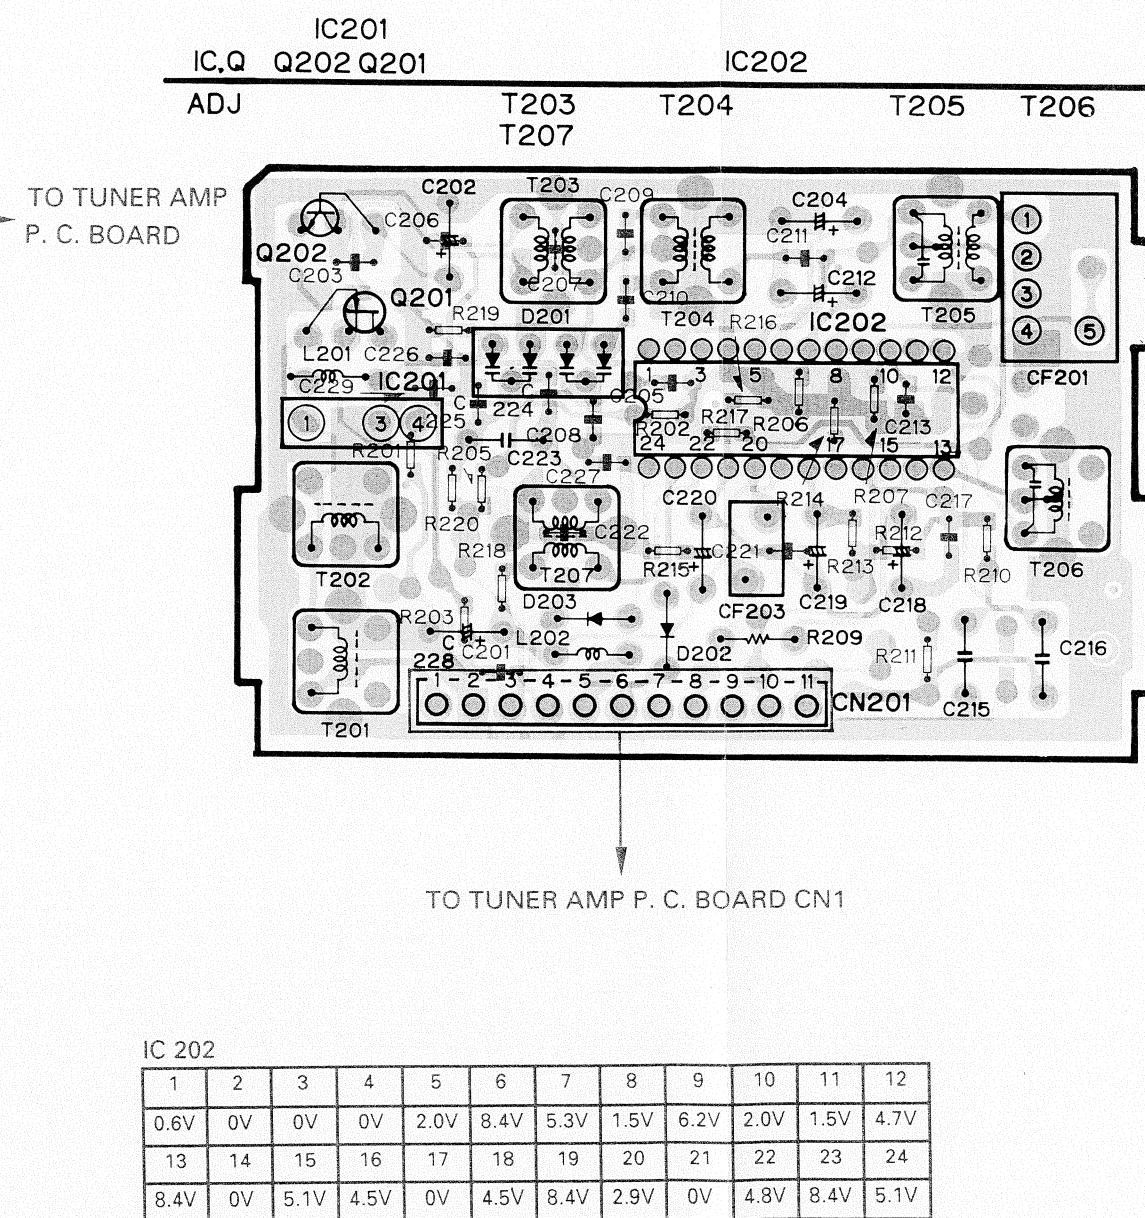 IC201
IC,Q Q202 Q201 IC202
ADJ T203 T204 T205 T206
T207
TO TUNER AMP
P. C. BOARD
C202 T203 C209 C204
C206 C211
Q202
C203 C207 C210 C212
Q201 R219 D201 T204 R216 IC202 T205
1
2
3
4 5
L201 C226
C229 IC201 C205 CF201
1 3 5 8 10 12
1 3 4 C 225 C 224 C208 R202 R217 R206 C213
24 22 20 17 15 13
R201 R205 C223
C227 C220 R214 R207 C217
R220 C222 C221 R212
R218 R215 R213 R210
T202 T207 T206
D203 CF203 C219 C218
R203 L202 R209
C201 D202 R211 C216
C
228
1-2-3-4-5-6-7-8-9-10-11
CN201 C215
T201
TO TUNER AMP P. C. BOARD CN1
IC 202
1 2 3 4 5 6 7 8 9 10 11 12
0.6V 0V 0V 0V 2.0V 8.4V 5.3V 1.5V 6.2V 2.0V 1.5V 4.7V
13 14 15 16 17 18 19 20 21 22 23 24
8.4V 0V 5.1V 4.5V 0V 4.5V 8.4V 2.9V 0V 4.8V 8.4V 5.1V